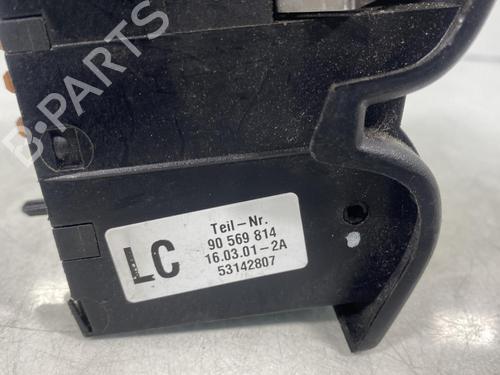 B-PARTS
LC
Teil-Nr.
90 569 814
16.03.01-2A
53142807